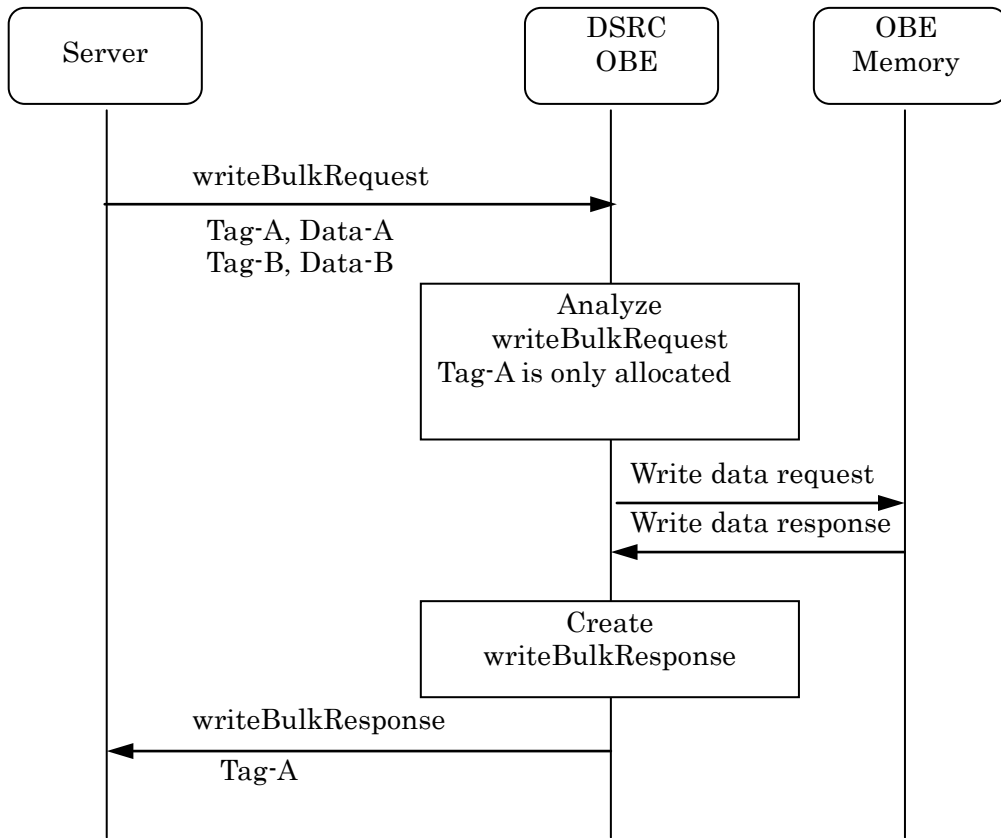 Server
DSRC
OBE
OBE
Memory
writeBulkRequest
Tag-A, Data-A
Tag-B, Data-B
Analyze
writeBulkRequest
Tag-A is only allocated
Write data request
Write data response
Create
writeBulkResponse
writeBulkResponse
Tag-A